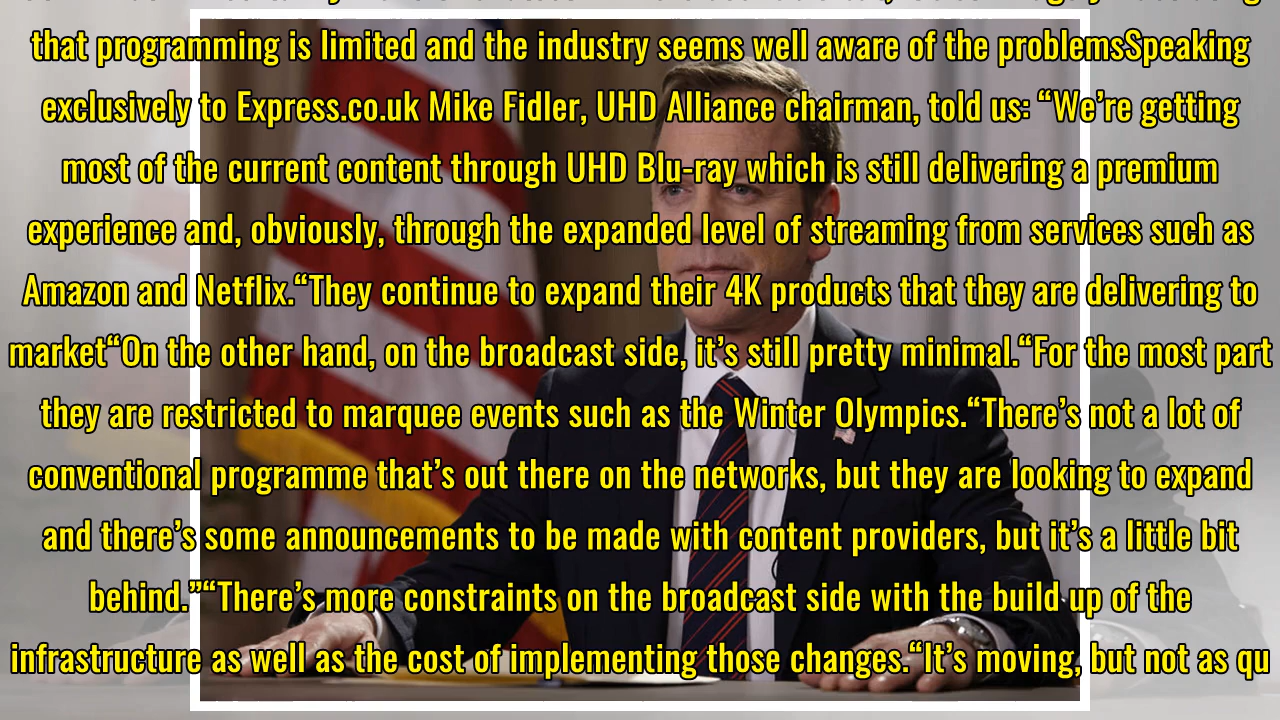 that programming is limited and the industry seems well aware of the problemsSpeaking
exclusively to Express.co.uk Mike Fidler, UHD Alliance chairman, told us: “We’re getting
most of the current content through UHD Blu-ray which is still delivering a premium
experience and, obviously, through the expanded level of streaming from services such as
Amazon and Netflix.“They continue to expand their 4K products that they are delivering to
market“On the other hand, on the broadcast side, it’s still pretty minimal.“For the most part
they are restricted to marquee events such as the Winter Olympics.“There’s not a lot of
conventional programme that’s out there on the networks, but they are looking to expand
and there’s some announcements to be made with content providers, but it’s a little bit
behind.”“There’s more constraints on the broadcast side with the build up of the
infrastructure as well as the cost of implementing those changes.“It’s moving, but not as qu